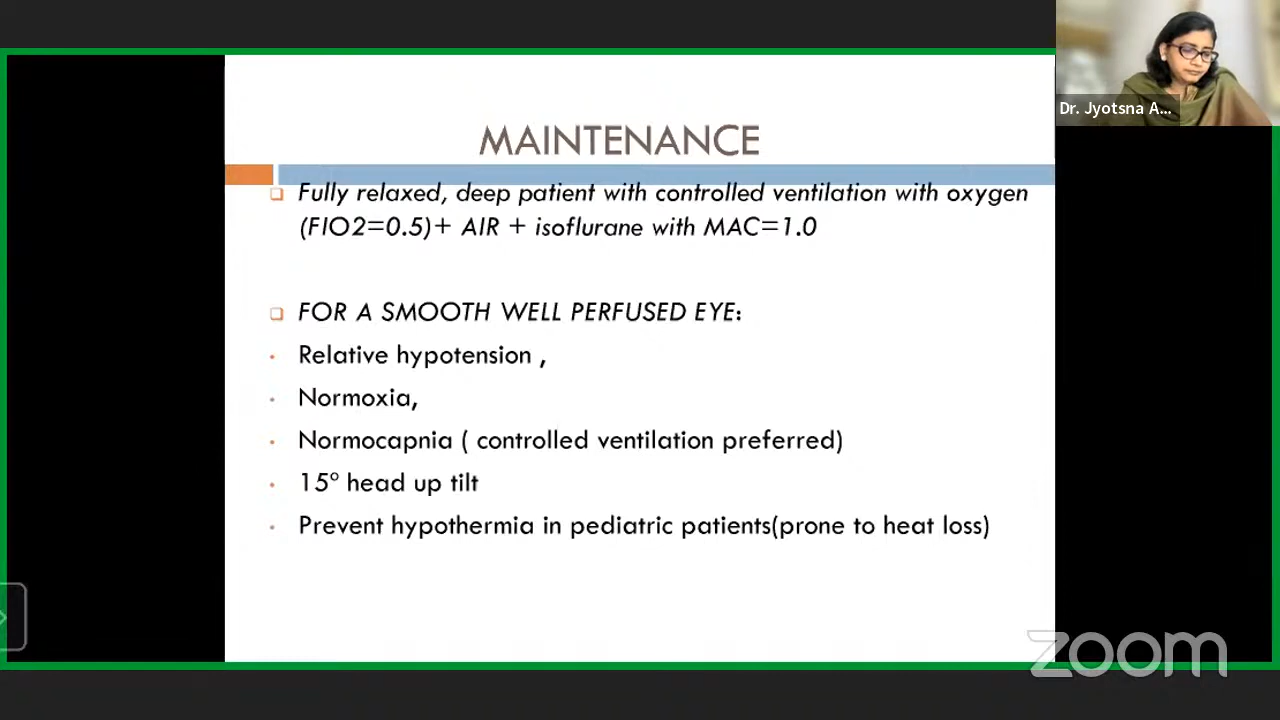 Dr. Jyotsna A...
MAINTENANCE
Fully relaxed, deep patient with controlled ventilation with oxygen
(FIO2=0.5)+ AIR + isoflurane with MAC=1.0
FOR A SMOOTH WELL PERFUSED EYE:
Relative hypotension ,
Normoxia,
Normocapnia ( controlled ventilation preferred)
15° head up tilt
Prevent hypothermia in pediatric patients(prone to heat loss)
zoom